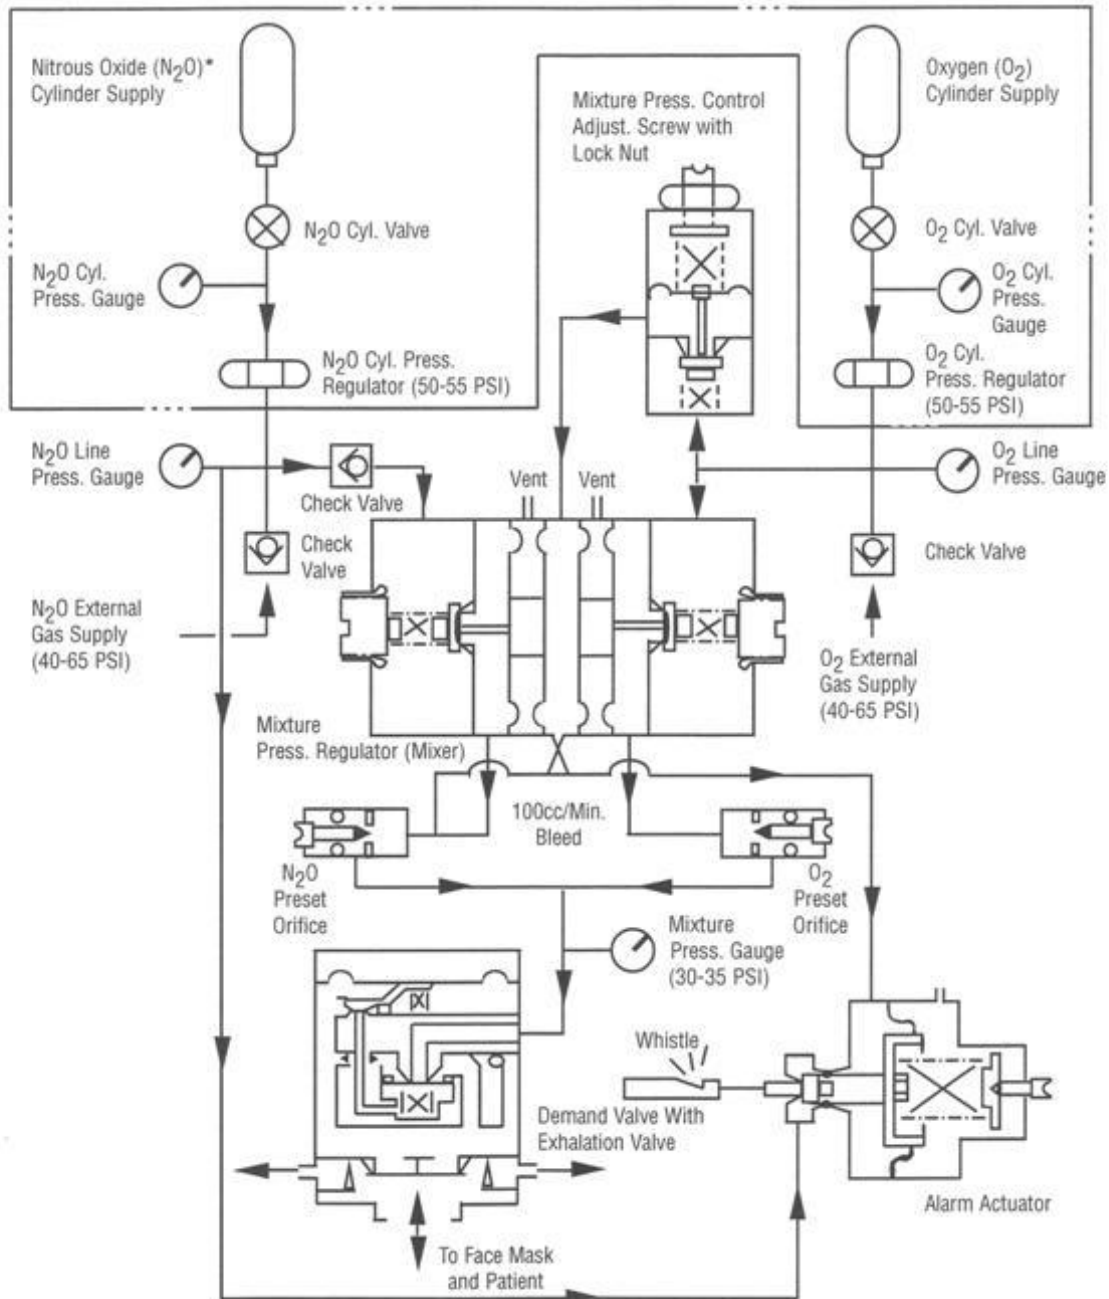 Nitrous Oxide (N2O)*
Cylinder Supply
Oxygen (O2)
Cylinder Supply
Mixture Press. Control
Adjust. Screw with
Lock Nut
N2O Cyl. Valve
O2 Cyl. Valve
N2O Cyl.
Press. Gauge
O2 Cyl.
Press.
Gauge
N2O Cyl. Press.
Regulator (50-55 PSI)
O2 Cyl.
Press. Regulator
(50-55 PSI)
N2O Line
Press. Gauge
O2 Line
Press. Gauge
Check Valve
Vent
Vent
Check
Valve
Check Valve
N2O External
Gas Supply
(40-65 PSI)
O2 External
Gas Supply
(40-65 PSI)
Mixture
Press. Regulator (Mixer)
100cc/Min.
Bleed
N2O
Preset
Orifice
O2
Preset
Orifice
Mixture
Press. Gauge
(30-35 PSI)
Whistle
Demand Valve With
Exhalation Valve
Alarm Actuator
To Face Mask
and Patient